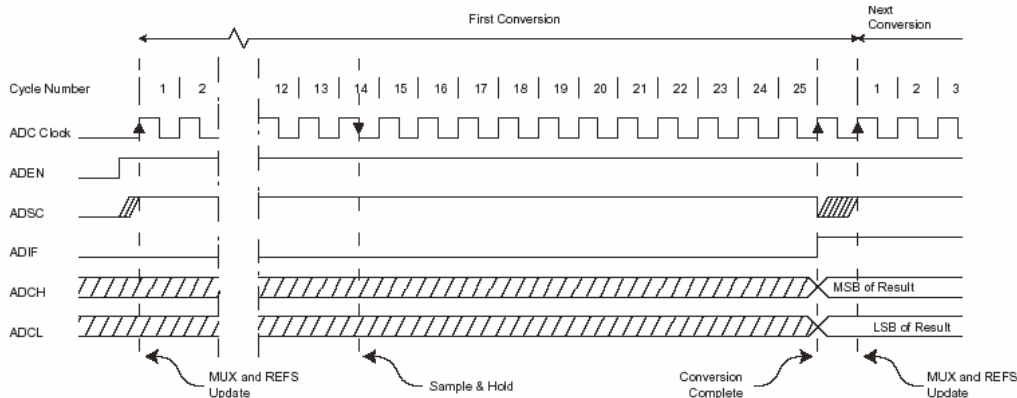 First Conversion
Next
Conversion
Cycle Number 1 2 12 13 14 15 16 17 18 19 20 21 22 23 24 25 1 2 3
ADC Clock
ADEN
ADSC
ADIF
ADCH MSB of Result
ADCL LSB of Result
MUX and REFS
Update
Sample & Hold
Conversion
Complete
MUX and REFS
Update